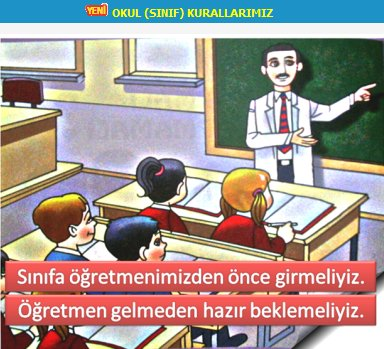 YENİ OKUL (SINIF) KURALLARIMIZ
Sınıfa öğretmenimizden önce girmeliyiz.
Öğretmen gelmeden hazır beklemeliyiz.